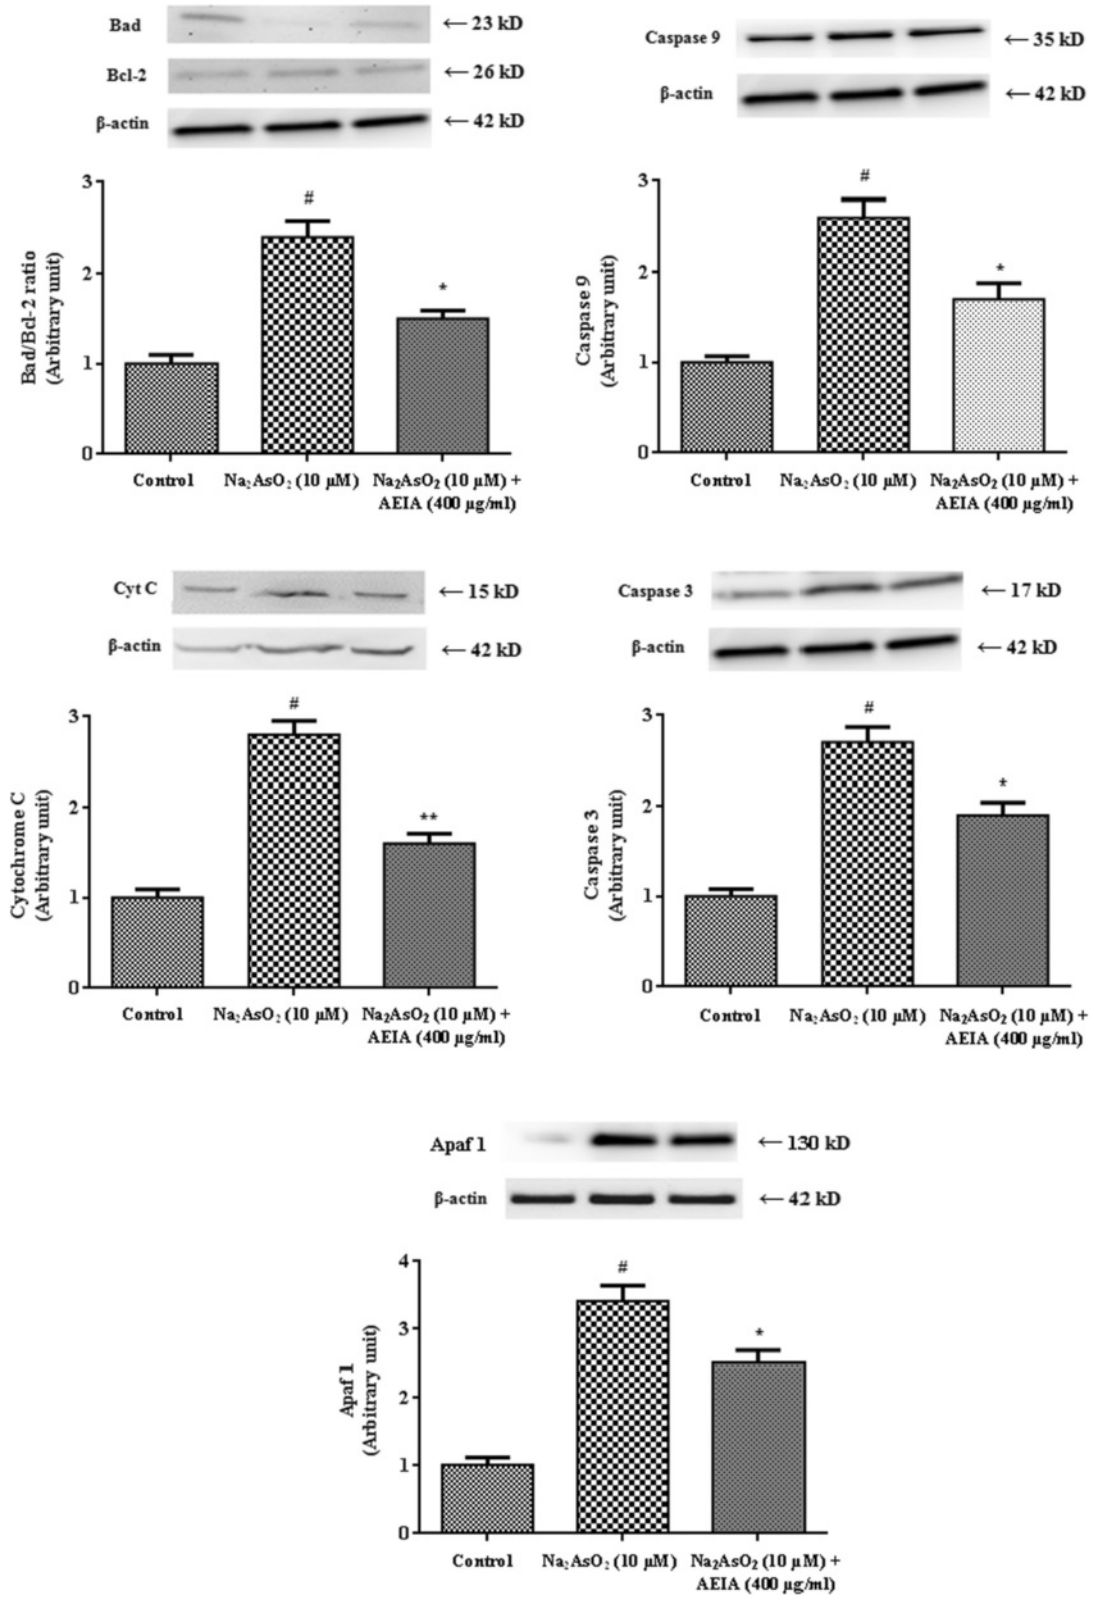 Bad
← 23 kD
Bcl-2
← 26 kD
β-actin
← 42 kD
3
2
1
0
Bad/Bcl-2 ratio
(Arbitrary unit)
#
*
Control
Na₂AsO₂ (10 µM)
Na₂AsO₂ (10 µM) +
AEIA (400 µg/ml)
Caspase 9
← 35 kD
β-actin
← 42 kD
3
2
1
0
Caspase 9
(Arbitrary unit)
#
*
Control
Na₂AsO₂ (10 µM)
Na₂AsO₂ (10 µM) +
AEIA (400 µg/ml)
Cyt C
← 15 kD
β-actin
← 42 kD
3
2
1
0
Cytochrome C
(Arbitrary unit)
#
**
Control
Na₂AsO₂ (10 µM)
Na₂AsO₂ (10 µM) +
AEIA (400 µg/ml)
Caspase 3
← 17 kD
β-actin
← 42 kD
3
2
1
0
Caspase 3
(Arbitrary unit)
#
*
Control
Na₂AsO₂ (10 µM)
Na₂AsO₂ (10 µM) +
AEIA (400 µg/ml)
Apaf 1
← 130 kD
β-actin
← 42 kD
4
3
2
1
0
Apaf 1
(Arbitrary unit)
#
*
Control
Na₂AsO₂ (10 µM)
Na₂AsO₂ (10 µM) +
AEIA (400 µg/ml)